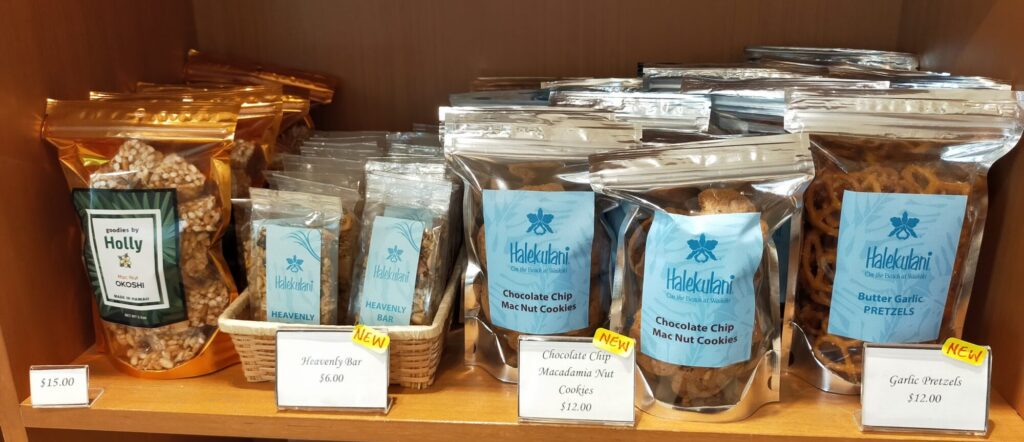 goodies by
Holly
Mac Nut
OKOSHI
MADE IN HAWAII
$15.00
Halekulani
HEAVENLY
Halekulani
HEAVENLY
BAR
Heavenly Bar
$6.00
NEW
Halekulani
On the Beach at Waikiki
Chocolate Chip
Mac Nut Cookies
Chocolate Chip
Macadamia Nut
Cookies
$12.00
NEW
Halekulani
On the Beach at Waikiki
Chocolate Chip
Mac Nut Cookies
Halekulani
On the Beach at Waikiki
Butter Garlic
PRETZELS
Garlic Pretzels
$12.00
NEW